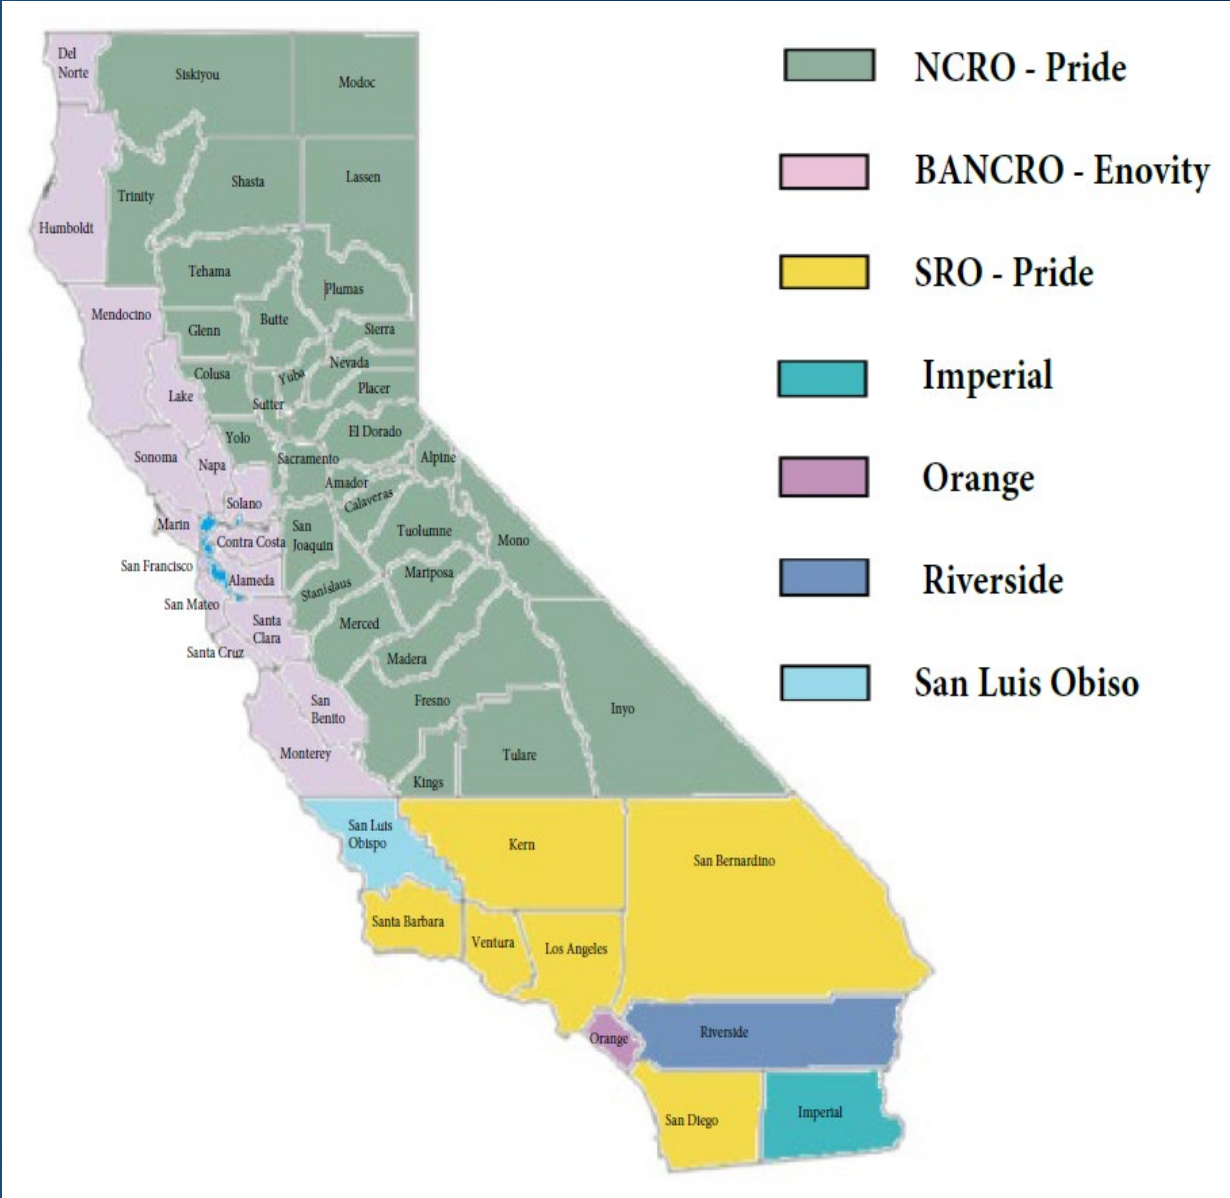 Del
Norte
Siskiyou
Modoc
Trinity
Shasta
Lassen
Humboldt
Tehama
Plumas
Mendocino
Glenn
Butte
Sierra
Colusa
Yuba
Nevada
Lake
Sutter
Placer
Yolo
El Dorado
Sonoma
Napa
Sacramento
Alpine
Amador
Solano
Calaveras
Marin
San
Joaquin
Tuolumne
Contra Costa
Mono
San Francisco
Alameda
Mariposa
Stanislaus
San Mateo
Santa
Clara
Merced
Santa Cruz
Madera
San
Benito
Fresno
Inyo
Monterey
Tulare
Kings
San Luis
Obispo
Kern
San Bernardino
Santa Barbara
Ventura
Los Angeles
Orange
Riverside
San Diego
Imperial
NCRO - Pride
BANCRO - Enovity
SRO - Pride
Imperial
Orange
Riverside
San Luis Obiso